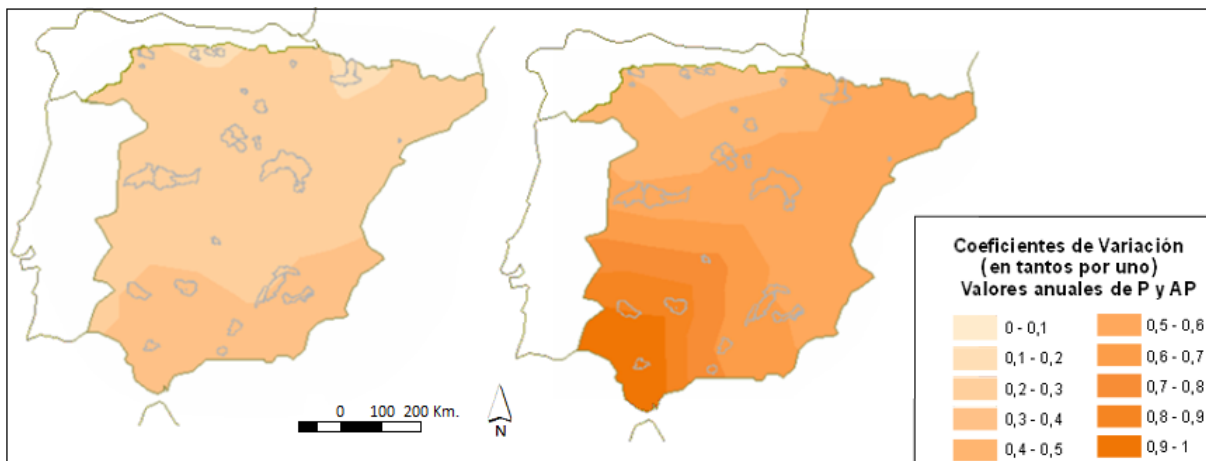 0 100 200 Km.
N
Coeficientes de Variación
(en tantos por uno)
Valores anuales de P y AP
0 - 0,1
0,1 - 0,2
0,2 - 0,3
0,3 - 0,4
0,4 - 0,5
0,5 - 0,6
0,6 - 0,7
0,7 - 0,8
0,8 - 0,9
0,9 - 1